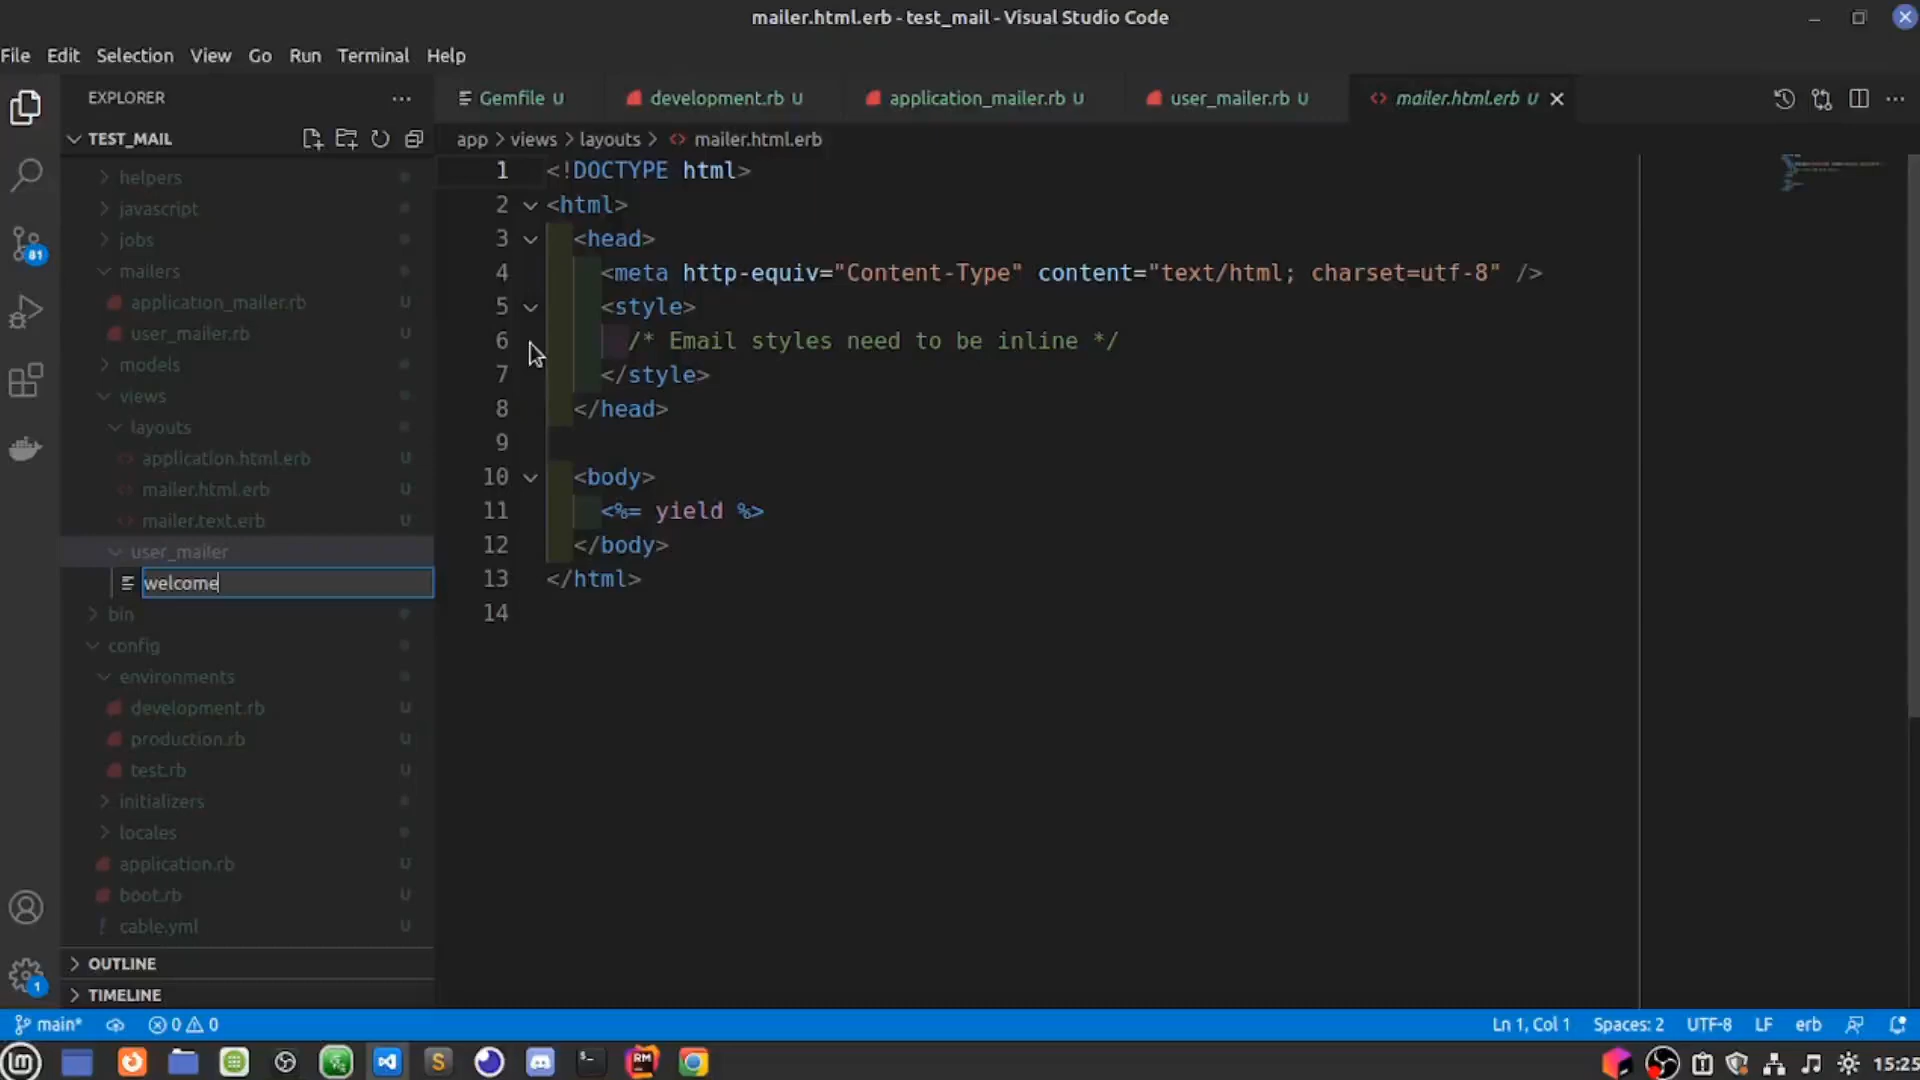 mailer.html.erb - test_mail - Visual Studio Code
File Edit Selection View Go Run Terminal Help
EXPLORER
Gemfile U
development.rb U
application_mailer.rb U
user_mailer.rb U
mailer.html.erb U
TEST_MAIL
app > views > layouts > mailer.html.erb
helpers
javascript
jobs
mailers
application_mailer.rb U
user_mailer.rb U
models
views
layouts
application.html.erb U
mailer.html.erb U
mailer.text.erb U
user_mailer
welcome
bin
config
environments
development.rb U
production.rb U
test.rb U
initializers
locales
application.rb U
boot.rb U
! cable.yml U
OUTLINE
TIMELINE
81
1
1 <!DOCTYPE html>
2 <html>
3 <head>
4 <meta http-equiv="Content-Type" content="text/html; charset=utf-8" />
5 <style>
6 /* Email styles need to be inline */
7 </style>
8 </head>
9
10 <body>
11 <%= yield %>
12 </body>
13 </html>
14
main* 0 0
Ln 1, Col 1 Spaces: 2 UTF-8 LF erb
S
RM
15:25